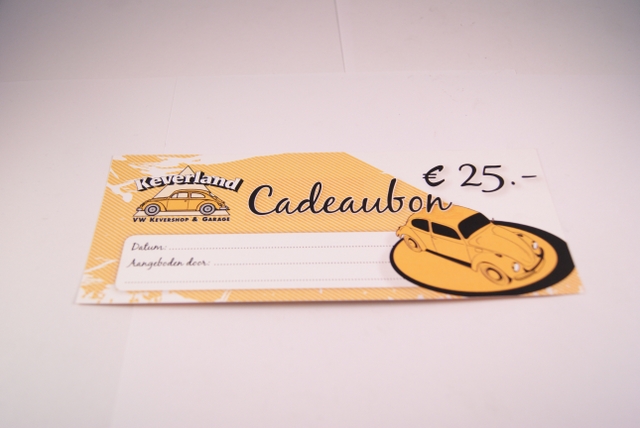 Keverland
VW Kevershop & Garage
Cadeaubon
€ 25.-
Datum:
Aangeboden door: